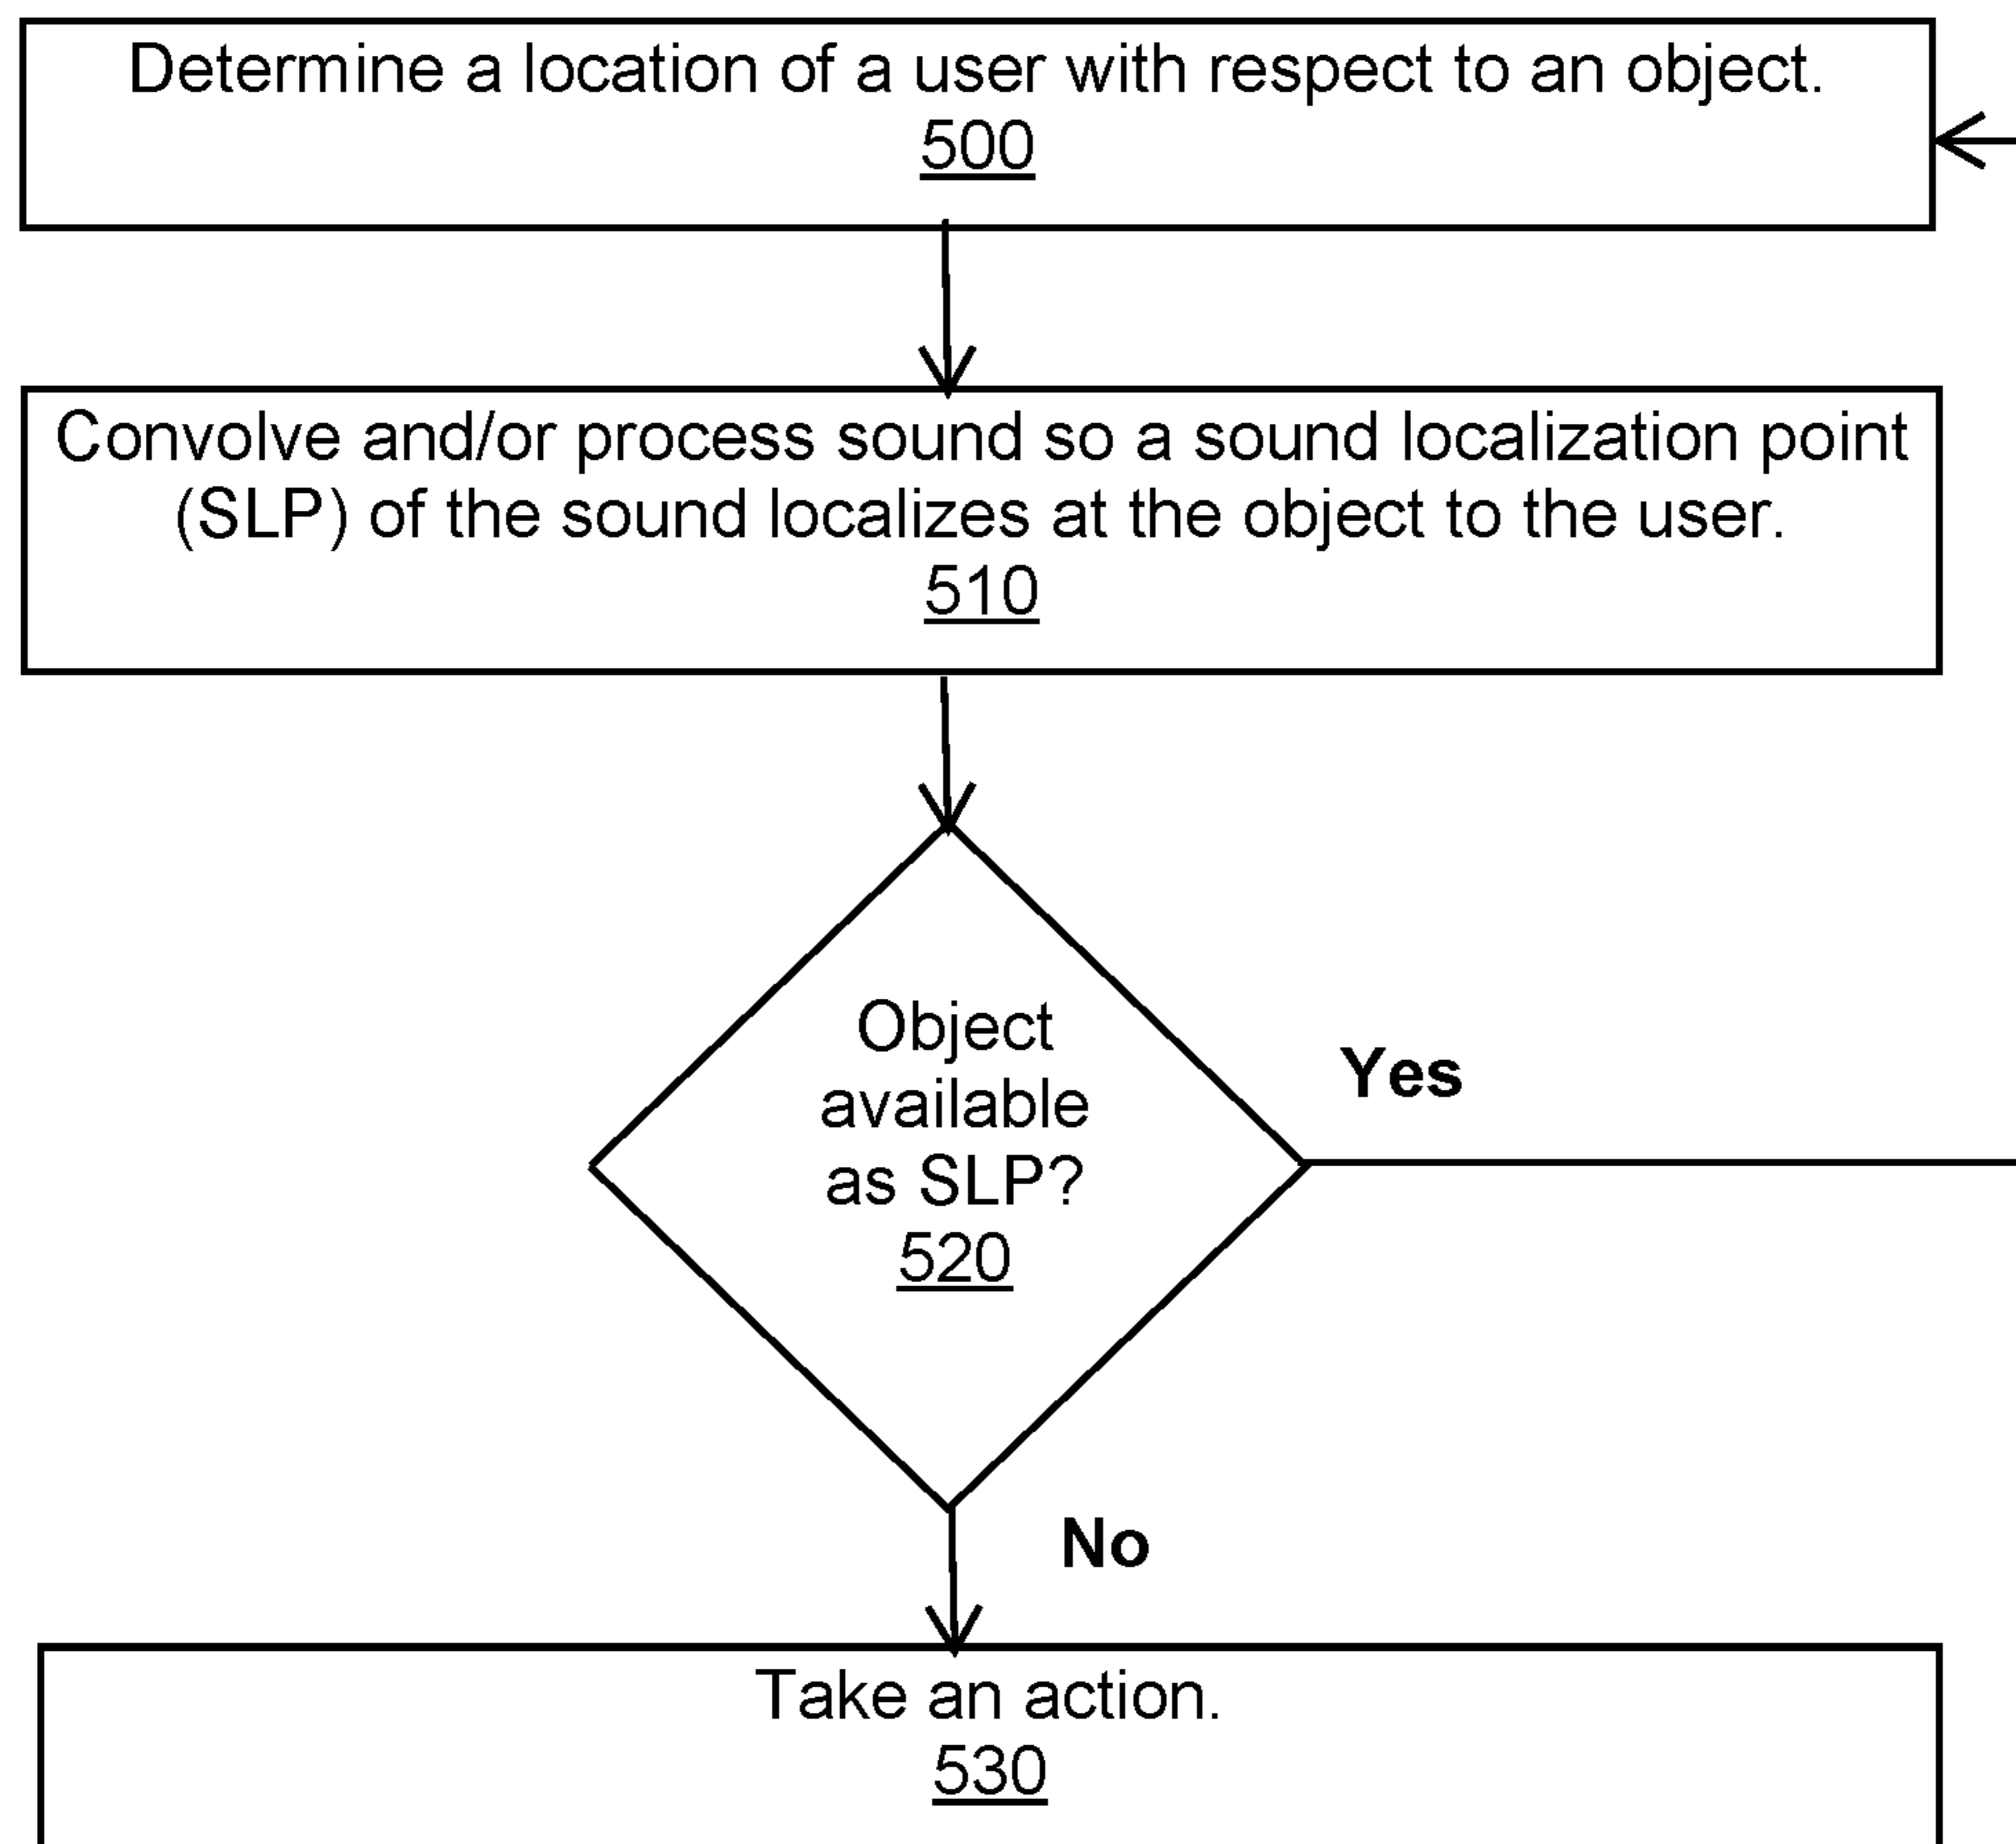 Determine a location of a user with respect to an object.
500
Convolve and/or process sound so a sound localization point
(SLP) of the sound localizes at the object to the user.
510
Object
available
as SLP?
520
Yes
No
Take an action.
530